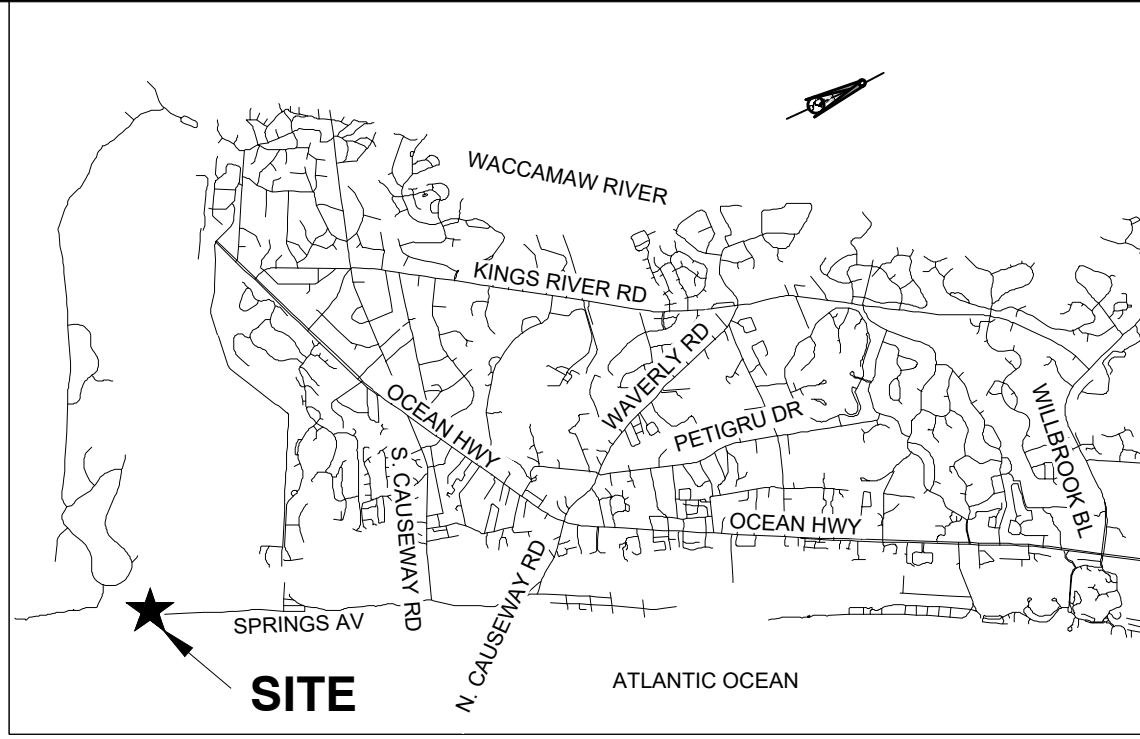 WACCAMAW RIVER
KINGS RIVER RD
WAVERLY RD
OCEAN HWY
PETIGRU DR
WILLBROOK BL
S. CAUSEWAY RD
OCEAN HWY
N. CAUSEWAY RD
SPRINGS AV
SITE
ATLANTIC OCEAN